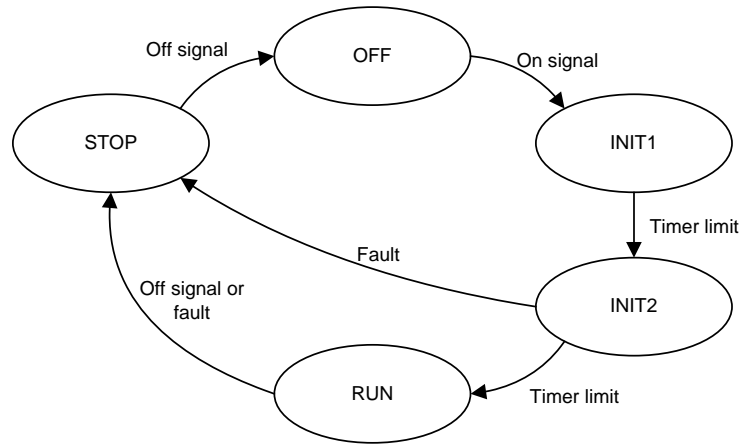 Off signal
OFF
On signal
STOP
INIT1
Timer limit
Fault
Off signal or
fault
INIT2
RUN
Timer limit